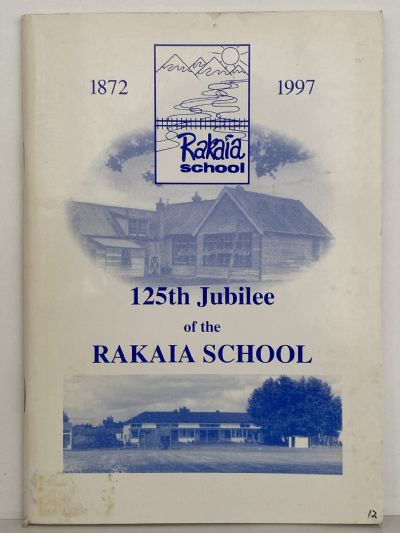 1872
1997
Rakaia
school
125th Jubilee
of the
RAKAIA SCHOOL
12